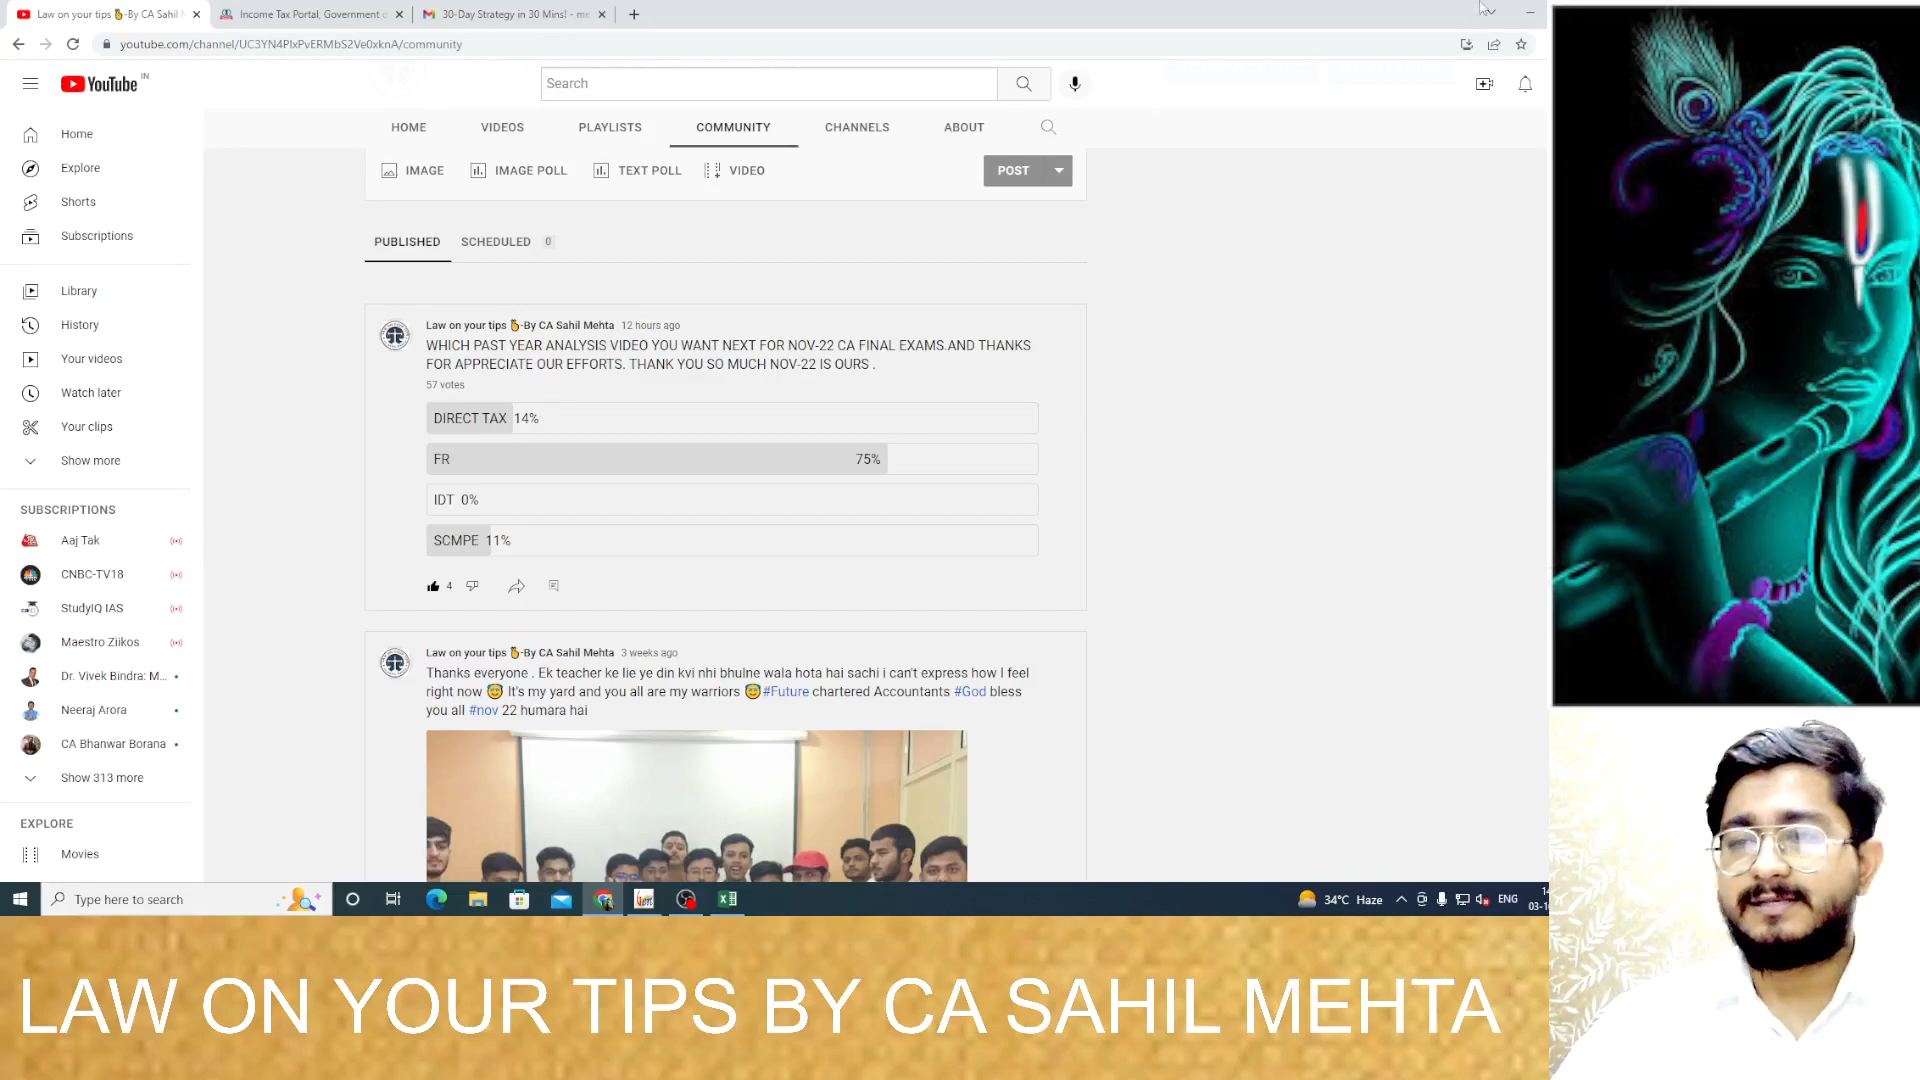 Law on your tips -By CA Sahil M
Income Tax Portal, Government o
30-Day Strategy in 30 Mins! - me
youtube.com/channel/UC3YN4PlxPvERMbS2Ve0xknA/community
YouTube IN
Search
Home
Explore
Shorts
Subscriptions
Library
History
Your videos
Watch later
Your clips
Show more
SUBSCRIPTIONS
Aaj Tak
CNBC-TV18
StudyIQ IAS
Maestro Ziikos
Dr. Vivek Bindra: M...
Neeraj Arora
CA Bhanwar Borana
Show 313 more
EXPLORE
Movies
HOME VIDEOS PLAYLISTS COMMUNITY CHANNELS ABOUT
IMAGE IMAGE POLL TEXT POLL VIDEO POST
PUBLISHED SCHEDULED 0
Law on your tips 🫰-By CA Sahil Mehta 12 hours ago
WHICH PAST YEAR ANALYSIS VIDEO YOU WANT NEXT FOR NOV-22 CA FINAL EXAMS.AND THANKS
FOR APPRECIATE OUR EFFORTS. THANK YOU SO MUCH NOV-22 IS OURS .
57 votes
DIRECT TAX 14%
FR 75%
IDT 0%
SCMPE 11%
4
Law on your tips 🫰-By CA Sahil Mehta 3 weeks ago
Thanks everyone . Ek teacher ke lie ye din kvi nhi bhulne wala hota hai sachi i can't express how I feel
right now 😇 It's my yard and you all are my warriors 😇#Future chartered Accountants #God bless
you all #nov 22 humara hai
Type here to search
34°C Haze
ENG
LAW ON YOUR TIPS BY CA SAHIL MEHTA